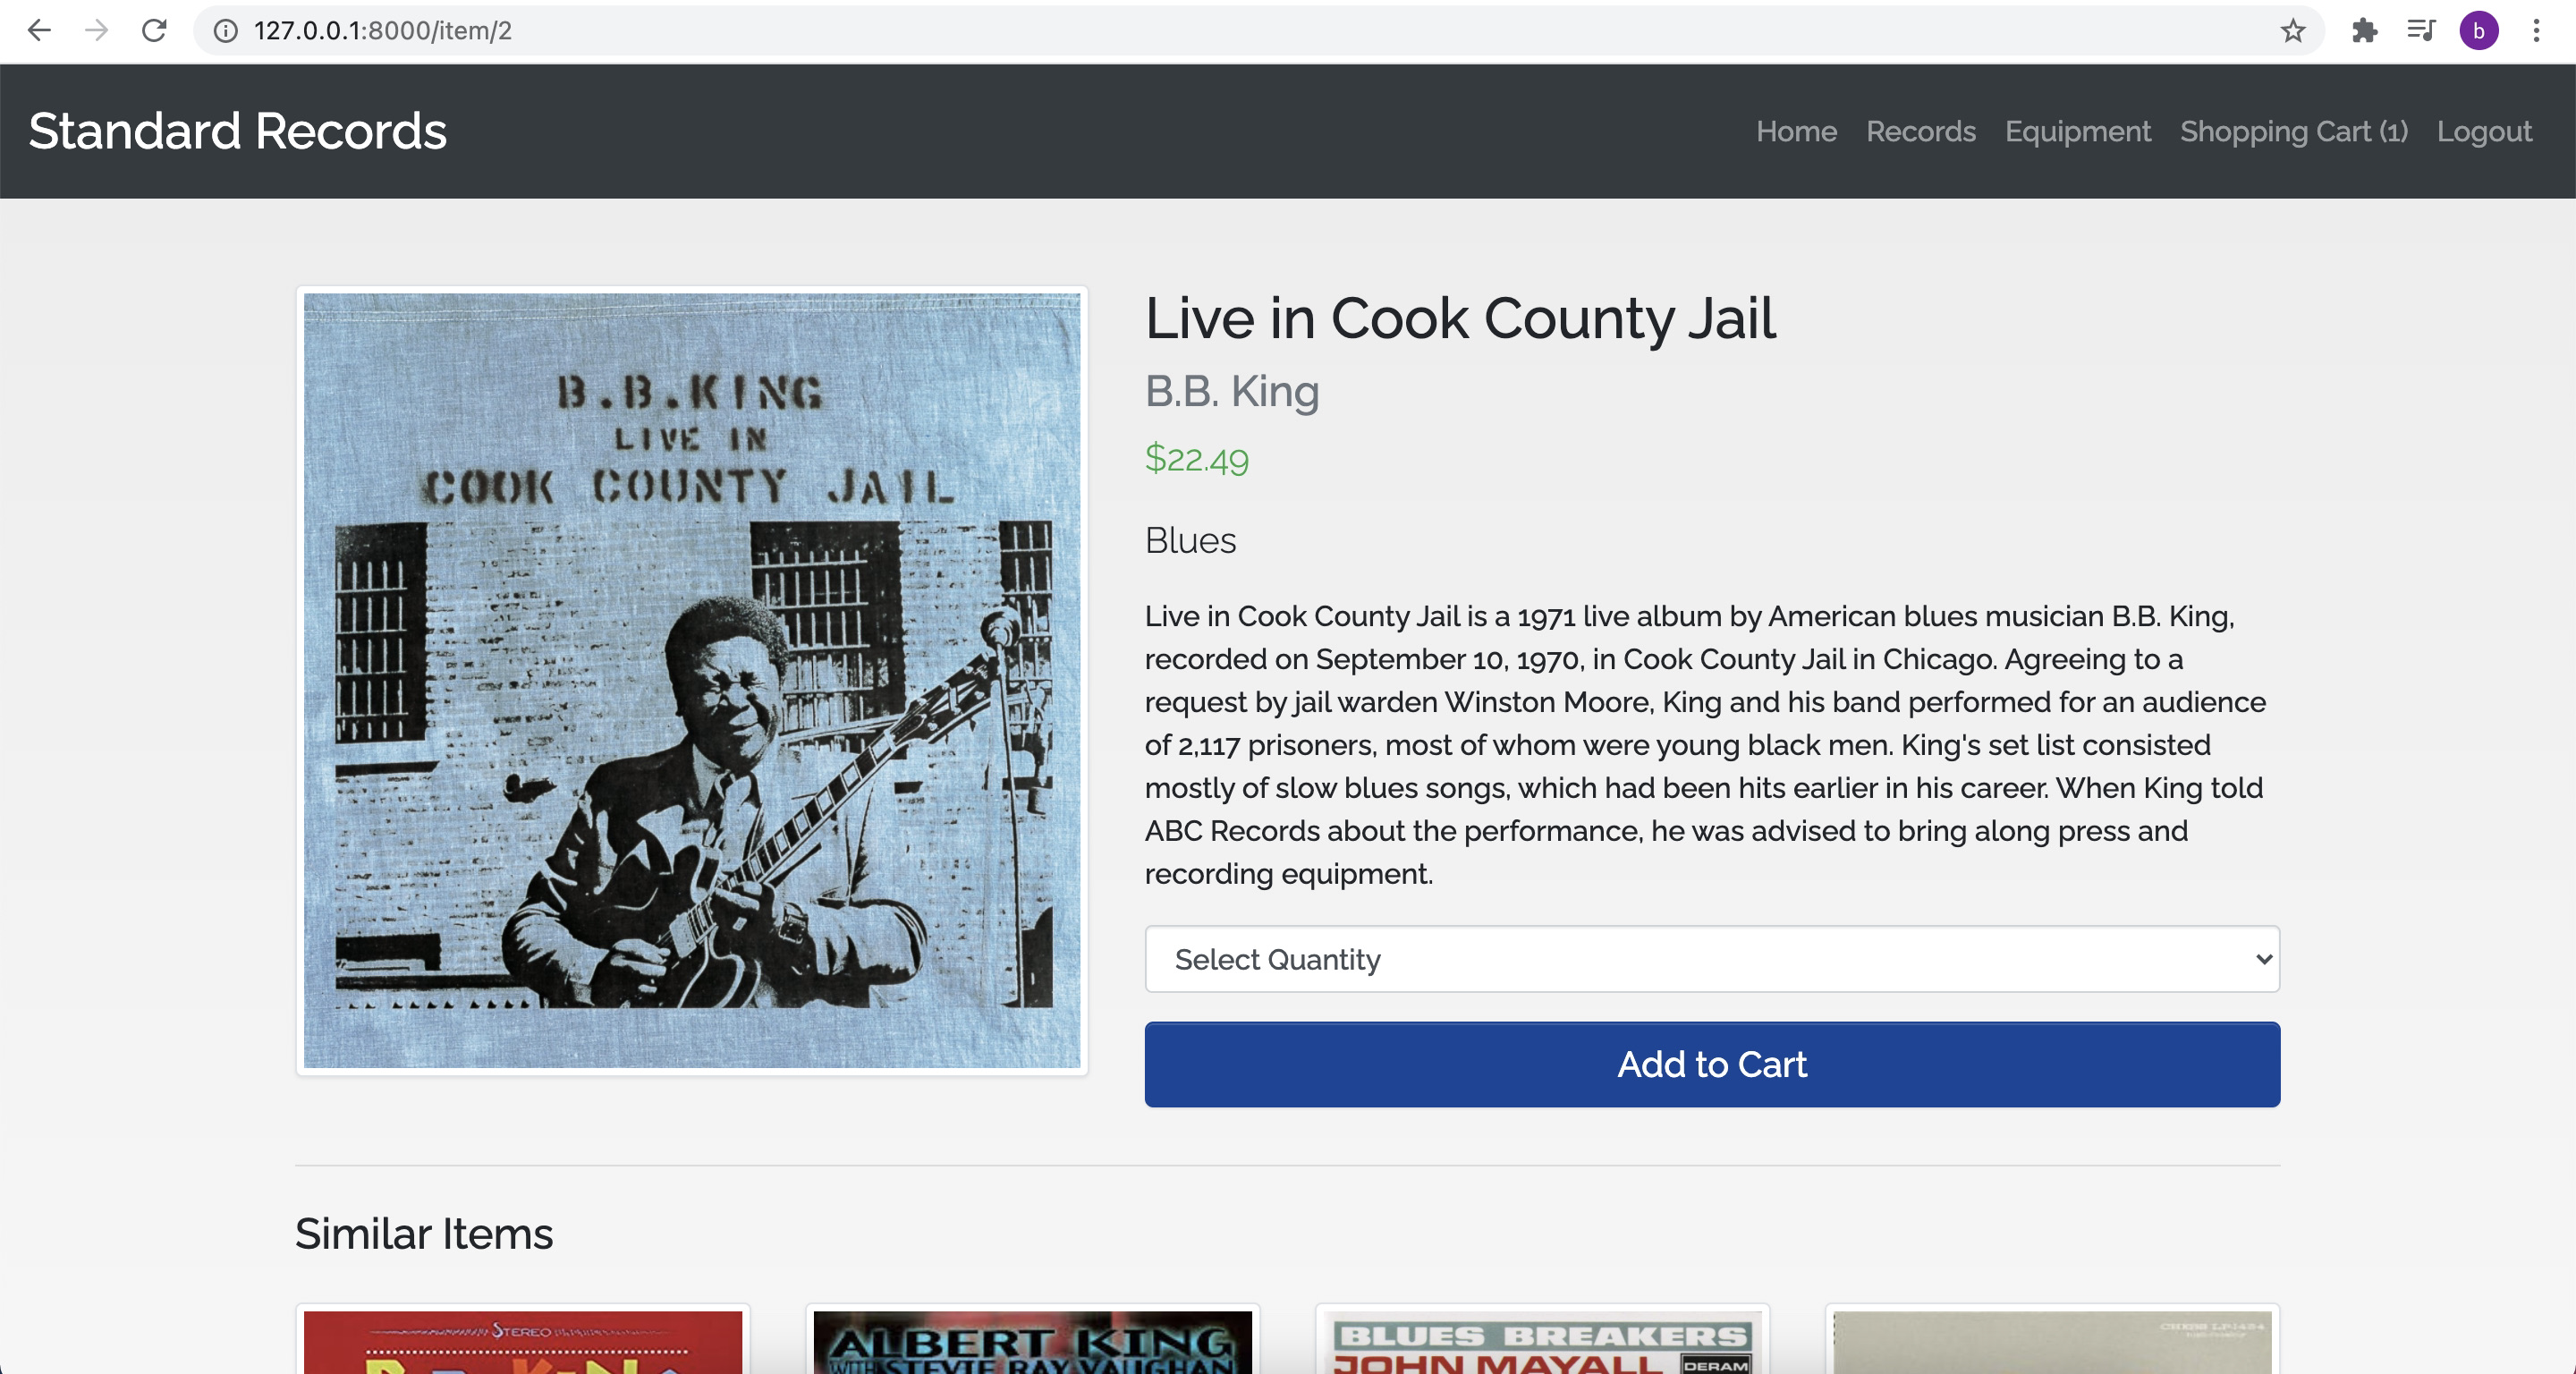 127.0.0.1:8000/item/2
b
Standard Records
Home Records Equipment Shopping Cart (1) Logout
B.B.KING
LIVE IN
COOK COUNTY JAIL
Live in Cook County Jail
B.B. King
$22.49
Blues
Live in Cook County Jail is a 1971 live album by American blues musician B.B. King,
recorded on September 10, 1970, in Cook County Jail in Chicago. Agreeing to a
request by jail warden Winston Moore, King and his band performed for an audience
of 2,117 prisoners, most of whom were young black men. King's set list consisted
mostly of slow blues songs, which had been hits earlier in his career. When King told
ABC Records about the performance, he was advised to bring along press and
recording equipment.
Select Quantity
Add to Cart
Similar Items
STEREO
ALBERT KING
WITH STEVIE RAY VAUGHAN
BLUES BREAKERS
JOHN MAYALL
DERAM